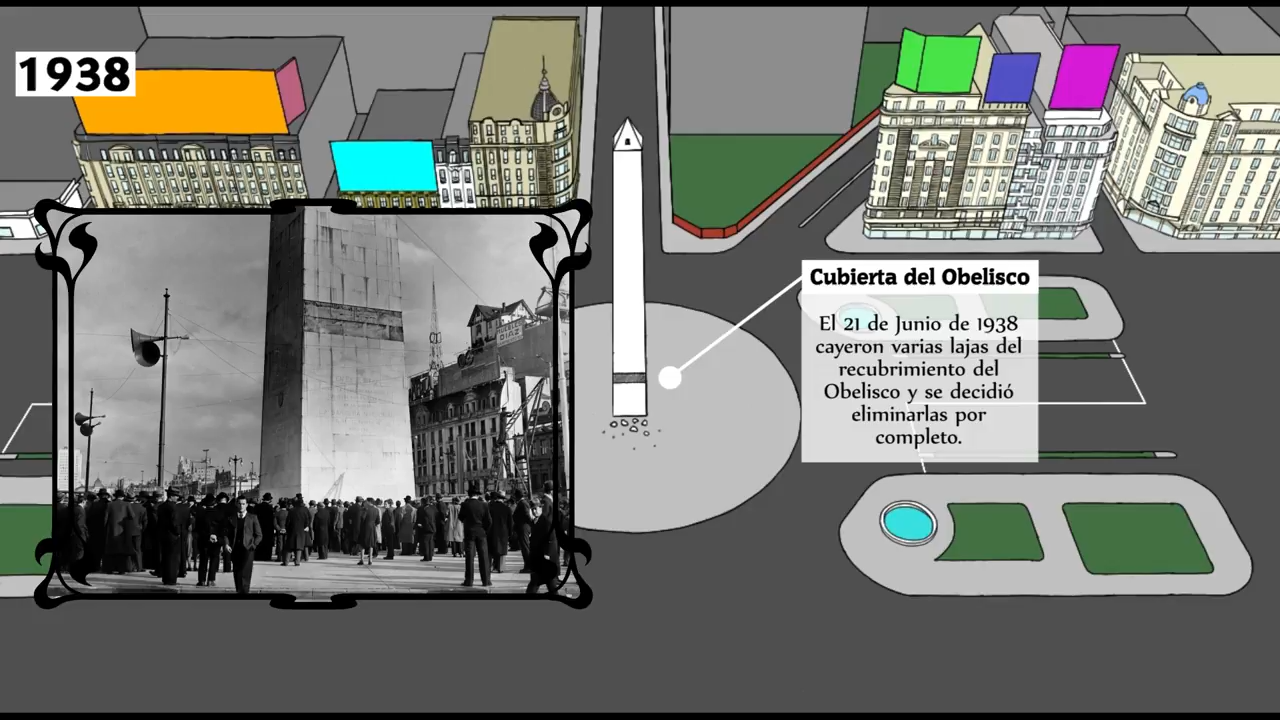 1938
Cubierta del Obelisco
El 21 de Junio de 1938
cayeron varias lajas del
recubrimiento del
Obelisco y se decidió
eliminarlas por
completo.